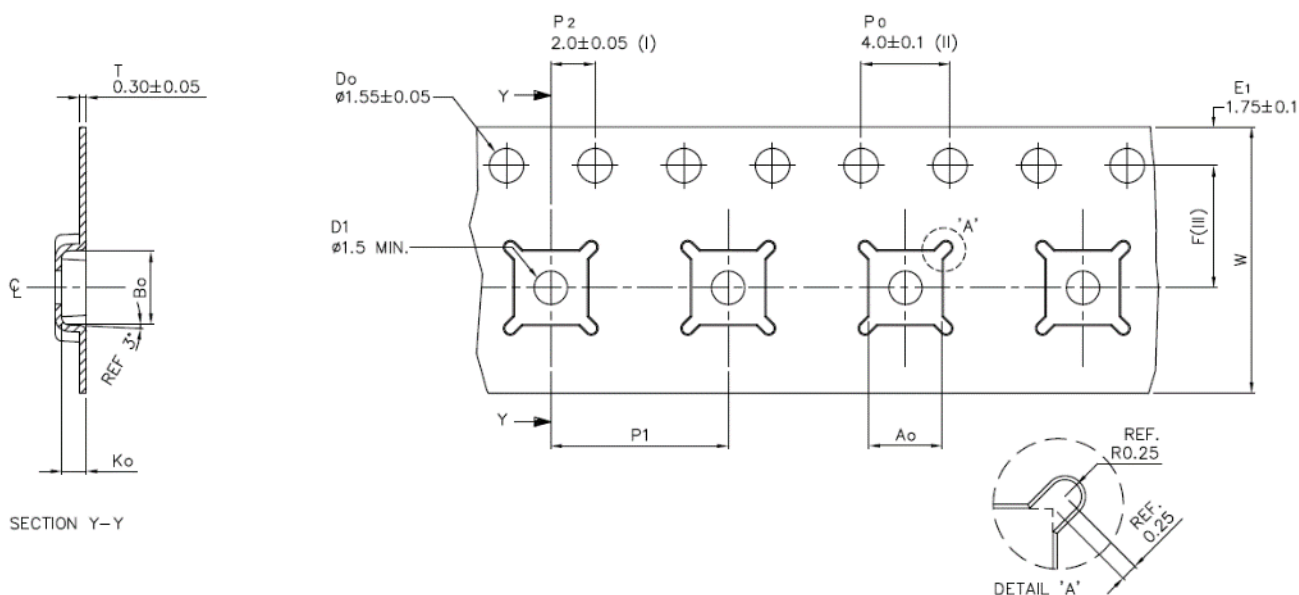 P2
2.0±0.05 (I)
Po
4.0±0.1 (II)
T
0.30±0.05
Do
ø1.55±0.05
Y
E1
1.75±0.1
D1
ø1.5 MIN.
'A'
F(III)
W
℄
Bo
REF 3°
Y
P1
Ao
Ko
REF.
R0.25
REF.
0.25
SECTION Y-Y
DETAIL 'A'